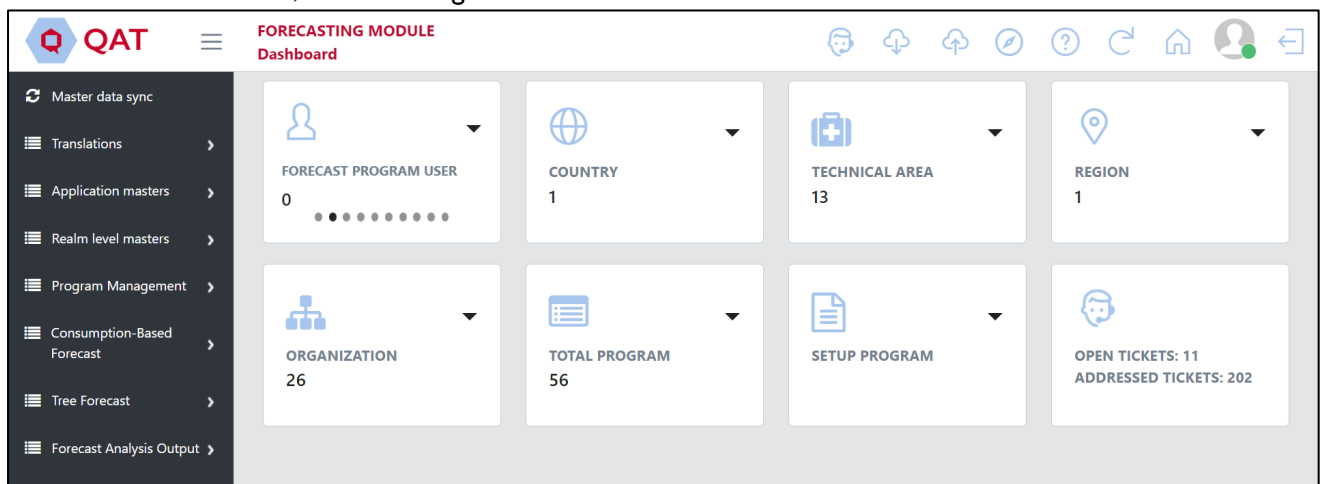 QAT
FORECASTING MODULE
Dashboard
Master data sync
Translations
Application masters
Realm level masters
Program Management
Consumption-Based
Forecast
Tree Forecast
Forecast Analysis Output
FORECAST PROGRAM USER
0
COUNTRY
1
TECHNICAL AREA
13
REGION
1
ORGANIZATION
26
TOTAL PROGRAM
56
SETUP PROGRAM
OPEN TICKETS: 11
ADDRESSED TICKETS: 202